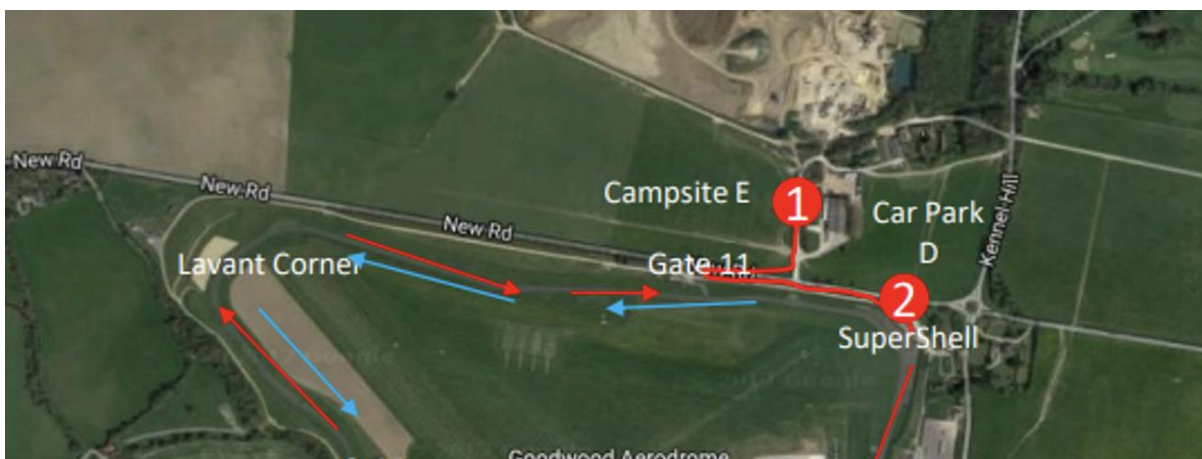 New Rd
New Rd
Campsite E
1
Car Park
D
Kennel Hill
New Rd
Lavant Corner
Gate 11
2
SuperShell
Goodwood Aerodrome